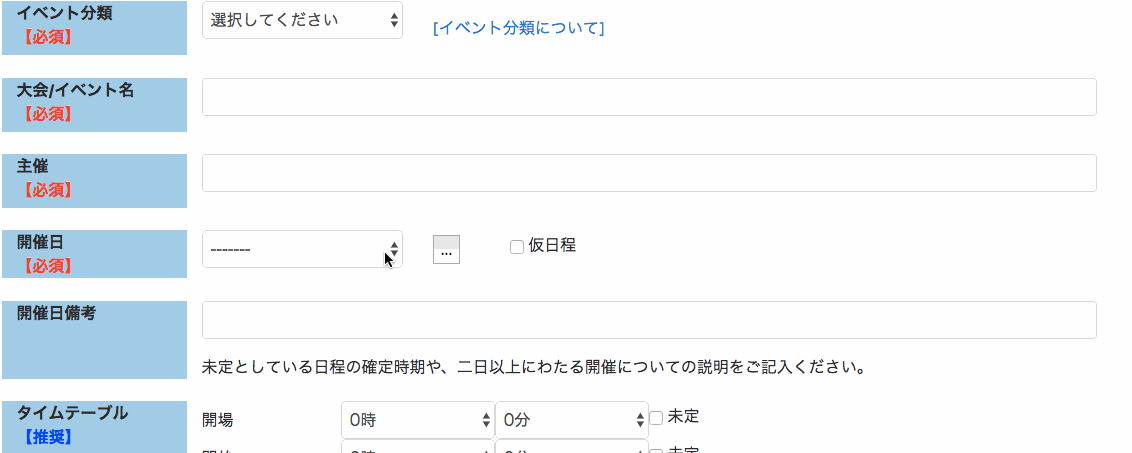 イベント分類
【必須】
選択してください
[イベント分類について]
大会/イベント名
【必須】
主催
【必須】
開催日
【必須】
-------
...
仮日程
開催日備考
未定としている日程の確定時期や、二日以上にわたる開催についての説明をご記入ください。
タイムテーブル
【推奨】
開場
0時
0分
未定